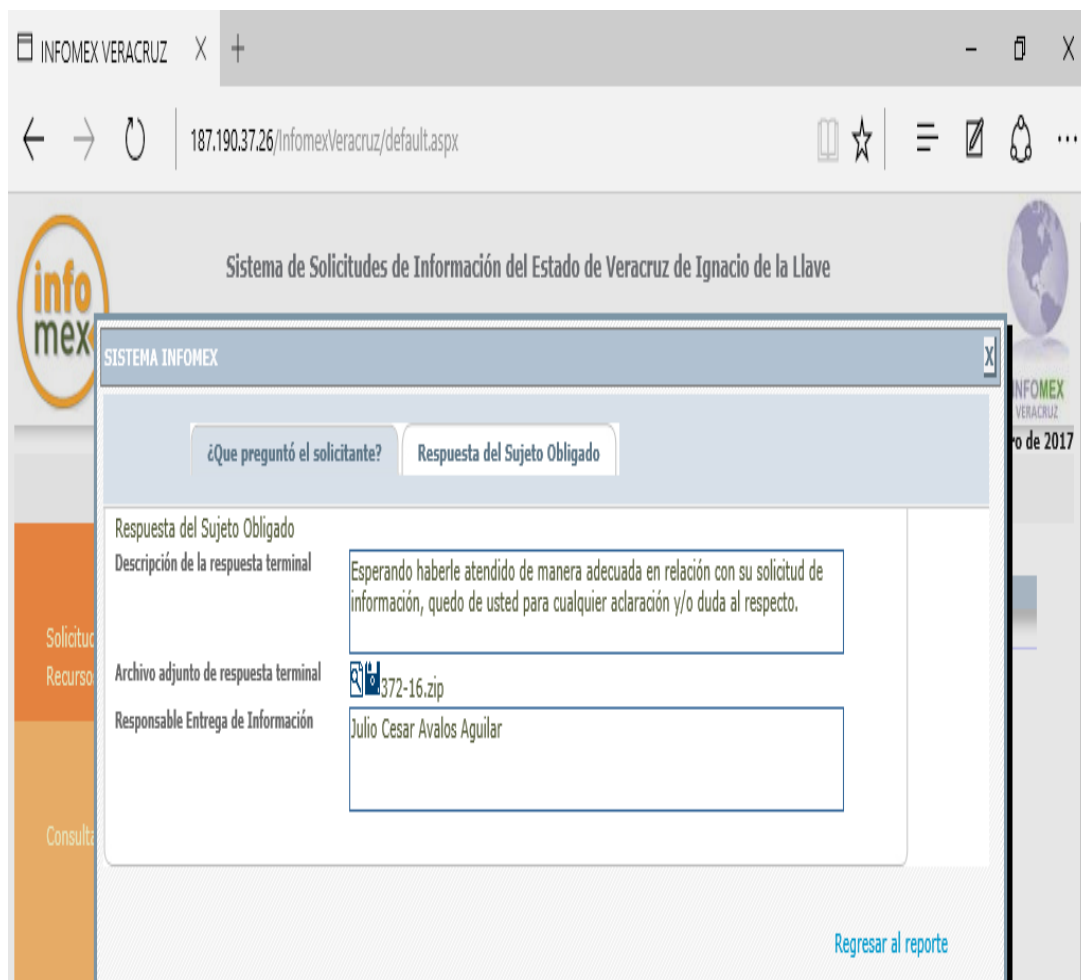 INFOMEX VERACRUZ
187.190.37.26/InfomexVeracruz/default.aspx
info
mex
Sistema de Solicitudes de Información del Estado de Veracruz de Ignacio de la Llave
SISTEMA INFOMEX
X
INFOMEX
VERACRUZ
ro de 2017
¿Que preguntó el solicitante?
Respuesta del Sujeto Obligado
Respuesta del Sujeto Obligado
Descripción de la respuesta terminal
Esperando haberle atendido de manera adecuada en relación con su solicitud de
información, quedo de usted para cualquier aclaración y/o duda al respecto.
Solicitud
Recurso
Archivo adjunto de respuesta terminal
372-16.zip
Responsable Entrega de Información
Julio Cesar Avalos Aguilar
Consulta
Regresar al reporte